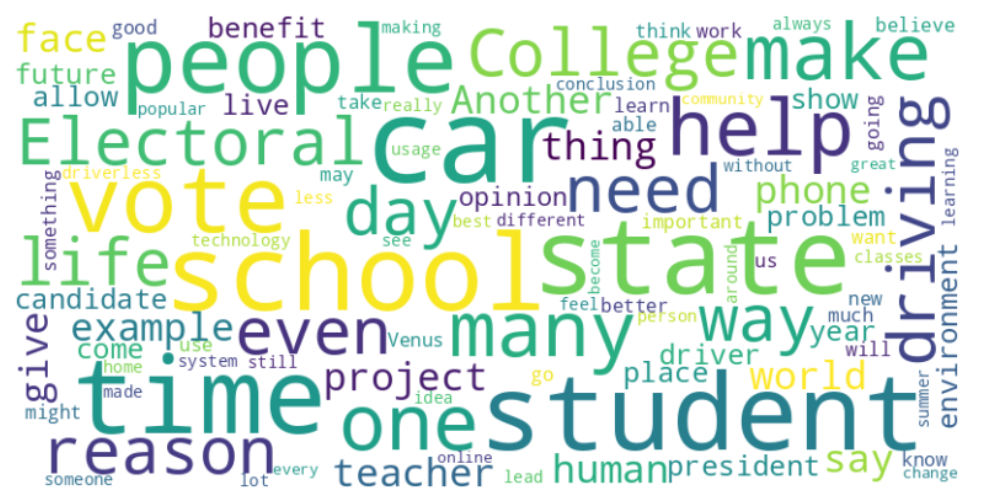 face good benefit people College making think work always believe make
future allow popular live take really Another conclusion learn able community show going
Electoral car usage thing help without great driving learning
something driverless vote may less day opinion best different need important phone problem
life technology school see state become us around want classes
candidate example even Venus feel better many person way new much year will environment
give come use home system still project go place driver world summer
might made time one idea student
reason someone lot every teacher online lead human president say know change